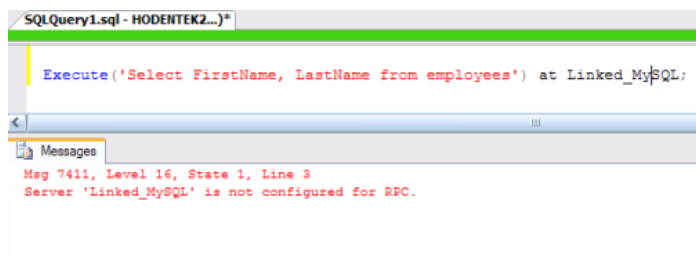 SQLQuery1.sql - HODENTEK2...)*
Execute('Select FirstName, LastName from employees') at Linked_MySQL;
Messages
Msg 7411, Level 16, State 1, Line 3
Server 'Linked_MySQL' is not configured for RPC.